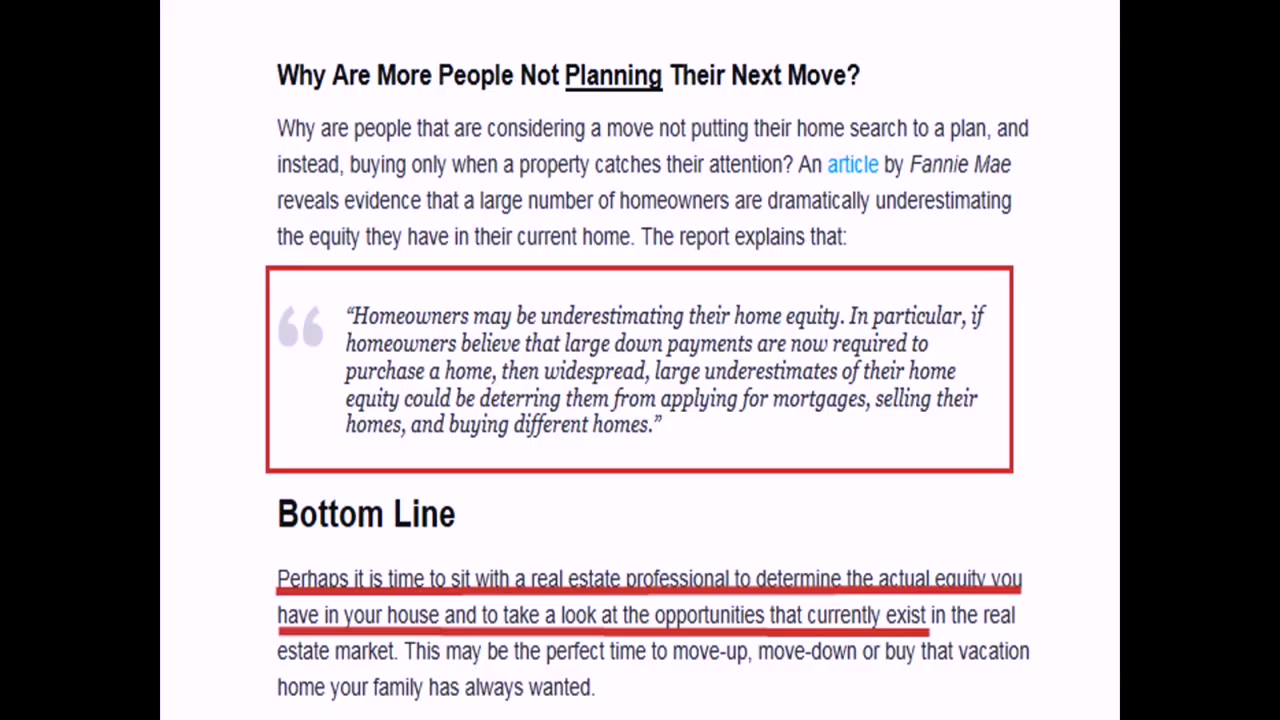 Why Are More People Not Planning Their Next Move?
Why are people that are considering a move not putting their home search to a plan, and
instead, buying only when a property catches their attention? An article by Fannie Mae
reveals evidence that a large number of homeowners are dramatically underestimating
the equity they have in their current home. The report explains that:
“Homeowners may be underestimating their home equity. In particular, if
homeowners believe that large down payments are now required to
purchase a home, then widespread, large underestimates of their home
equity could be deterring them from applying for mortgages, selling their
homes, and buying different homes.”
Bottom Line
Perhaps it is time to sit with a real estate professional to determine the actual equity you
have in your house and to take a look at the opportunities that currently exist in the real
estate market. This may be the perfect time to move-up, move-down or buy that vacation
home your family has always wanted.